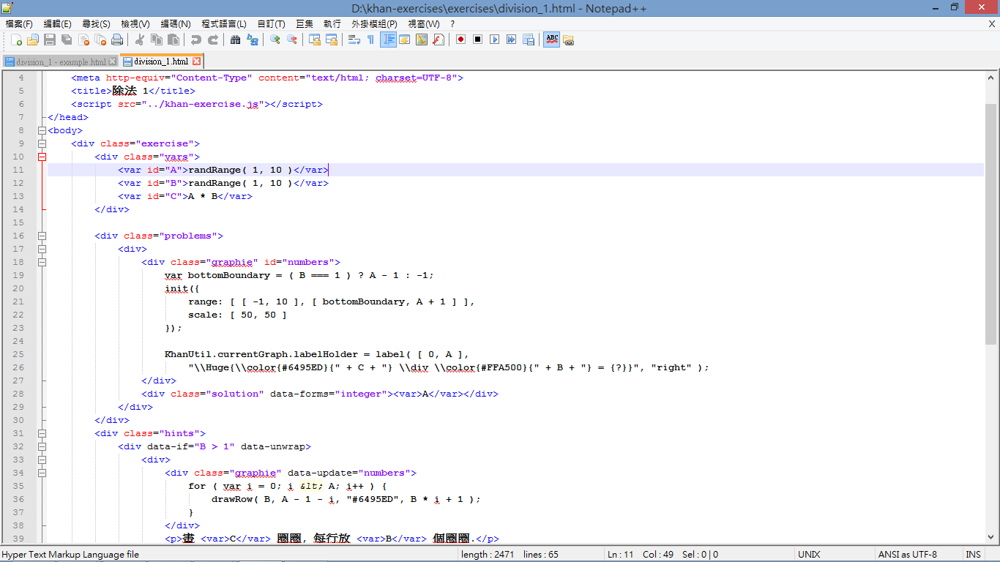 D:\khan-exercises\exercises\division_1.html - Notepad++
檔案(F) 編輯(E) 尋找(S) 檢視(V) 編碼(N) 程式語言(L) 自訂(T) 巨集 執行 外掛模組(P) 視窗(W) ? X
ABC
division_1 - example.html division_1.html
4 <meta http-equiv="Content-Type" content="text/html; charset=UTF-8">
5 <title>除法 1</title>
6 <script src="../khan-exercise.js"></script>
7 </head>
8 <body>
9 <div class="exercise">
10 <div class="vars">
11 <var id="A">randRange( 1, 10 )</var>
12 <var id="B">randRange( 1, 10 )</var>
13 <var id="C">A * B</var>
14 </div>
15
16 <div class="problems">
17 <div>
18 <div class="graphie" id="numbers">
19 var bottomBoundary = ( B === 1 ) ? A - 1 : -1;
20 init({
21 range: [ [ -1, 10 ], [ bottomBoundary, A + 1 ] ],
22 scale: [ 50, 50 ]
23 });
24
25 KhanUtil.currentGraph.labelHolder = label( [ 0, A ],
26 "\\Huge{\\color{#6495ED}{" + C + "} \\div \\color{#FFA500}{" + B + "} = {?}}", "right" );
27 </div>
28 <div class="solution" data-forms="integer"><var>A</var></div>
29 </div>
30 </div>
31 <div class="hints">
32 <div data-if="B > 1" data-unwrap>
33 <div>
34 <div class="graphie" data-update="numbers">
35 for ( var i = 0; i &lt; A; i++ ) {
36 drawRow( B, A - 1 - i, "#6495ED", B * i + 1 );
37 }
38 </div>
39 <p>畫 <var>C</var> 圈圈, 每行放 <var>B</var> 個圈圈.</p>
Hyper Text Markup Language file length : 2471 lines : 65 Ln : 11 Col : 49 Sel : 0 | 0 UNIX ANSI as UTF-8 INS